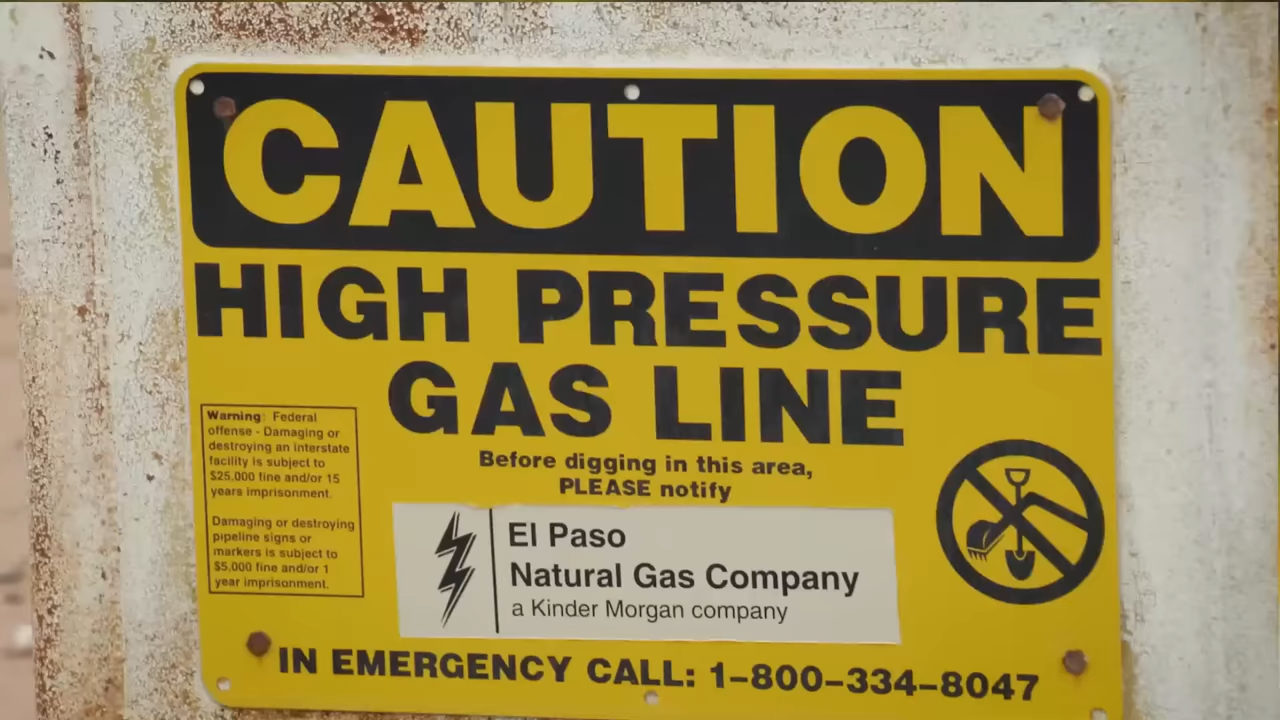 CAUTION
HIGH PRESSURE
GAS LINE
Warning: Federal
offense - Damaging or
destroying an interstate
facility is subject to
$25,000 fine and/or 15
years imprisonment.
Damaging or destroying
pipeline signs or
markers is subject to
$5,000 fine and/or 1
year imprisonment.
Before digging in this area,
PLEASE notify
El Paso
Natural Gas Company
a Kinder Morgan company
IN EMERGENCY CALL: 1-800-334-8047